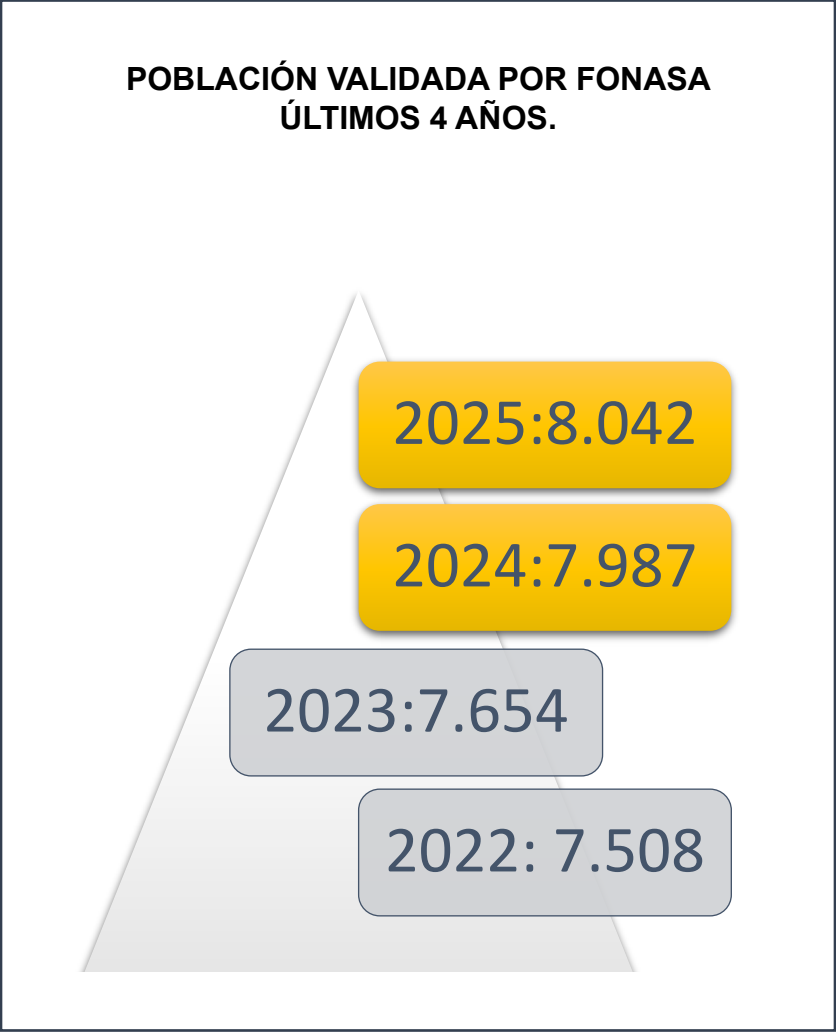 POBLACIÓN VALIDADA POR FONASA
ÚLTIMOS 4 AÑOS.
2025:8.042
2024:7.987
2023:7.654
2022: 7.508